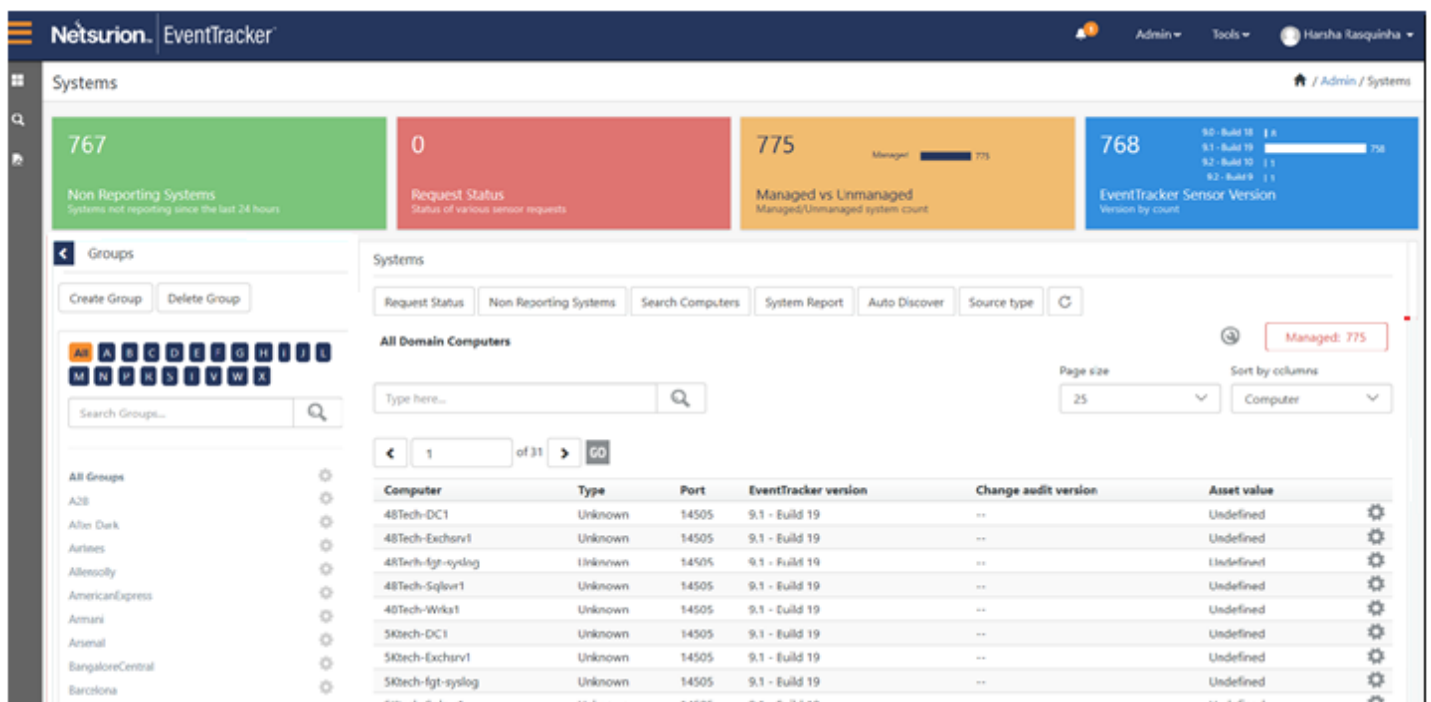 Netsurion. EventTracker
Admin Tools Harsha Rasquinha
Systems
/ Admin / Systems
767
Non Reporting Systems
Systems not reporting since the last 24 hours
0
Request Status
Status of various sensor requests
775
Managed 775
Managed vs Unmanaged
Managed/Unmanaged system count
768
9.0 - Build 18 8
9.1 - Build 19 758
9.2 - Build 10 1
9.2 - Build 9 1
EventTracker Sensor Version
Version by count
Groups
Create Group Delete Group
All A B C D E F G H I J L
M N P R S T V W X
Search Groups...
All Groups
A2B
After Dark
Airlines
Allensolly
AmericanExpress
Armani
Arsenal
BangaloreCentral
Barcelona
Systems
Request Status Non Reporting Systems Search Computers System Report Auto Discover Source type
All Domain Computers
Managed: 775
Page size Sort by columns
Type here... 25 Computer
1 of 31 GO
Computer Type Port EventTracker version Change audit version Asset value
48Tech-DC1 Unknown 14505 9.1 - Build 19 -- Undefined
48Tech-Exchsrv1 Unknown 14505 9.1 - Build 19 -- Undefined
48Tech-fgt-syslog Unknown 14505 9.1 - Build 19 -- Undefined
48Tech-Sqlsvr1 Unknown 14505 9.1 - Build 19 -- Undefined
48Tech-Wrks1 Unknown 14505 9.1 - Build 19 -- Undefined
5Ktech-DC1 Unknown 14505 9.1 - Build 19 -- Undefined
5Ktech-Exchsrv1 Unknown 14505 9.1 - Build 19 -- Undefined
5Ktech-fgt-syslog Unknown 14505 9.1 - Build 19 -- Undefined